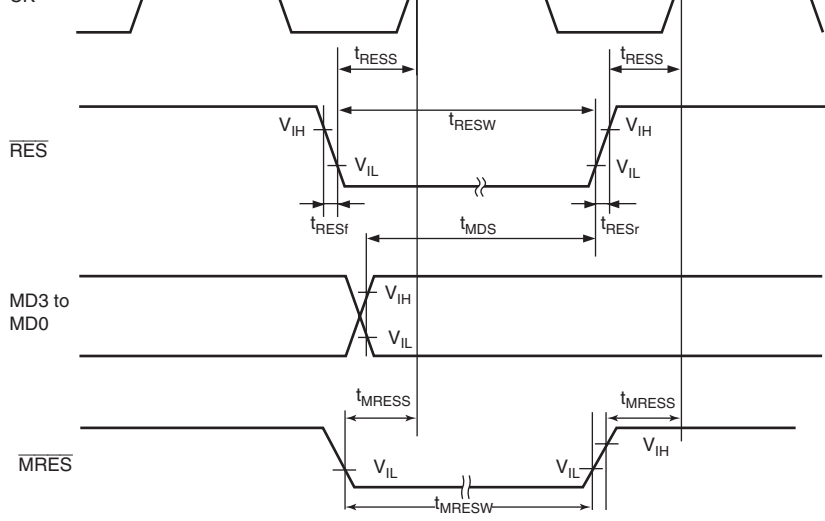 tRESS tRESS
VIH tRESW VIH
RES
VIL VIL
tRESf tMDS tRESr
MD3 to
MD0
VIH
VIL
tMRESS tMRESS
VIH
MRES
VIL VIL
tMRESW